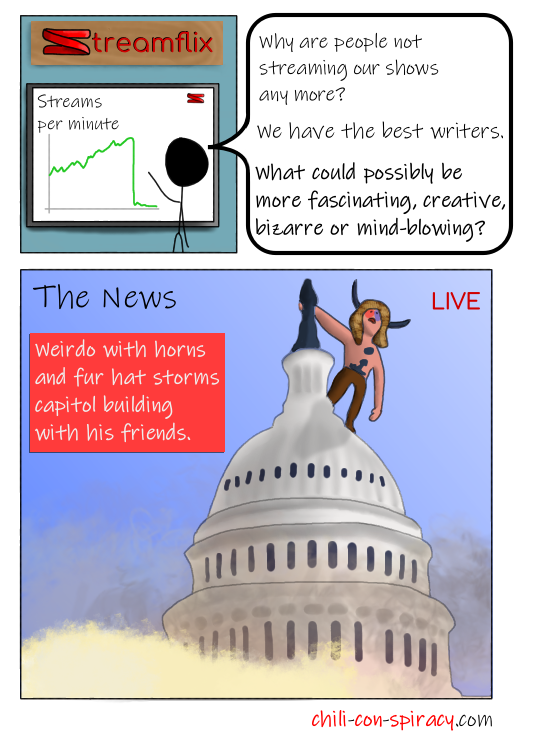 Streamflix
Streams
per minute
Why are people not
streaming our shows
any more?
We have the best writers.
What could possibly be
more fascinating, creative,
bizarre or mind-blowing?
The News
LIVE
Weirdo with horns
and fur hat storms
capitol building
with his friends.
chili-con-spiracy.com